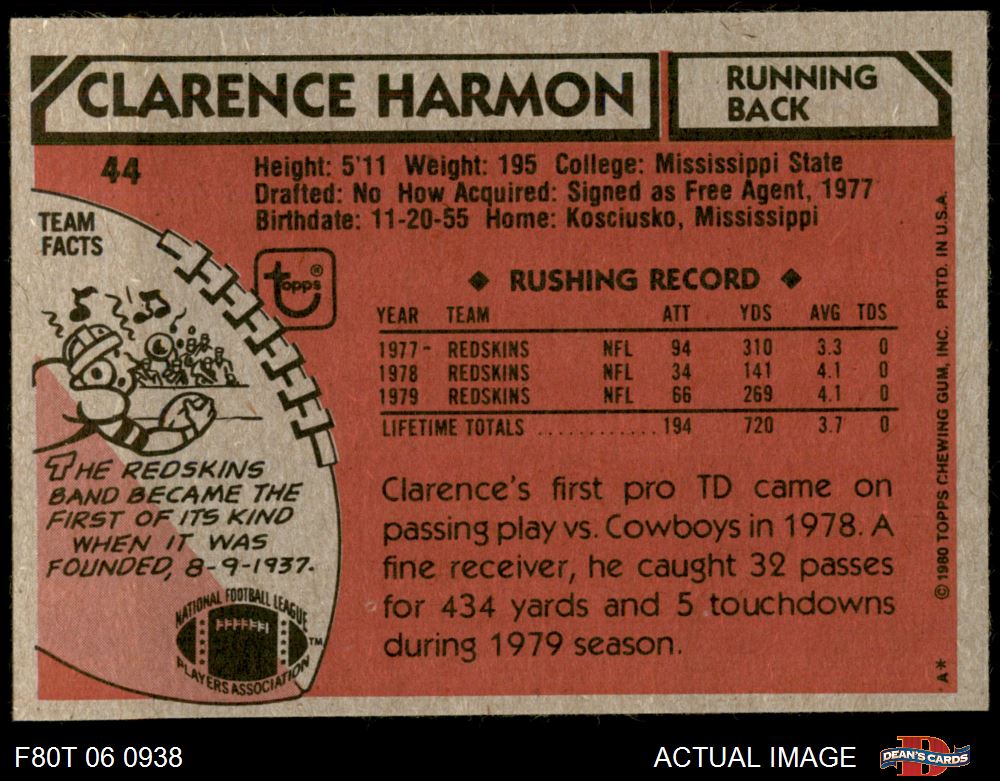 CLARENCE HARMON
RUNNING
BACK
44
Height: 5'11 Weight: 195 College: Mississippi State
Drafted: No How Acquired: Signed as Free Agent, 1977
Birthdate: 11-20-55 Home: Kosciusko, Mississippi
TEAM
FACTS
topps®
◆ RUSHING RECORD ◆
YEAR TEAM ATT YDS AVG TDS
1977- REDSKINS NFL 94 310 3.3 0
1978 REDSKINS NFL 34 141 4.1 0
1979 REDSKINS NFL 66 269 4.1 0
LIFETIME TOTALS ............ 194 720 3.7 0
THE REDSKINS
BAND BECAME THE
FIRST OF ITS KIND
WHEN IT WAS
FOUNDED, 8-9-1937.
NATIONAL FOOTBALL LEAGUE
PLAYERS ASSOCIATION
TM
Clarence's first pro TD came on
passing play vs. Cowboys in 1978. A
fine receiver, he caught 32 passes
for 434 yards and 5 touchdowns
during 1979 season.
A* © 1980 TOPPS CHEWING GUM, INC. PRTD. IN U.S.A.
F80T 06 0938
ACTUAL IMAGE
DEAN'S CARDS